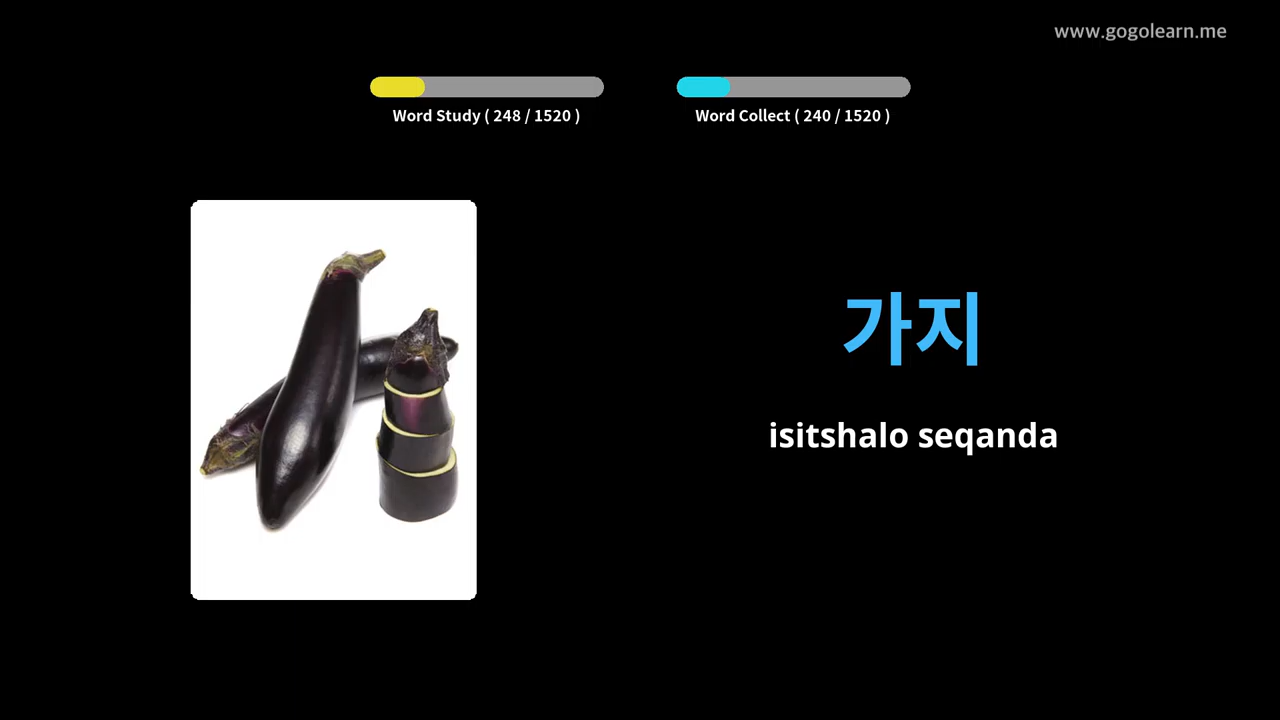 www.gogolearn.me
Word Study ( 248 / 1520 )
Word Collect ( 240 / 1520 )
가지
isitshalo seqanda